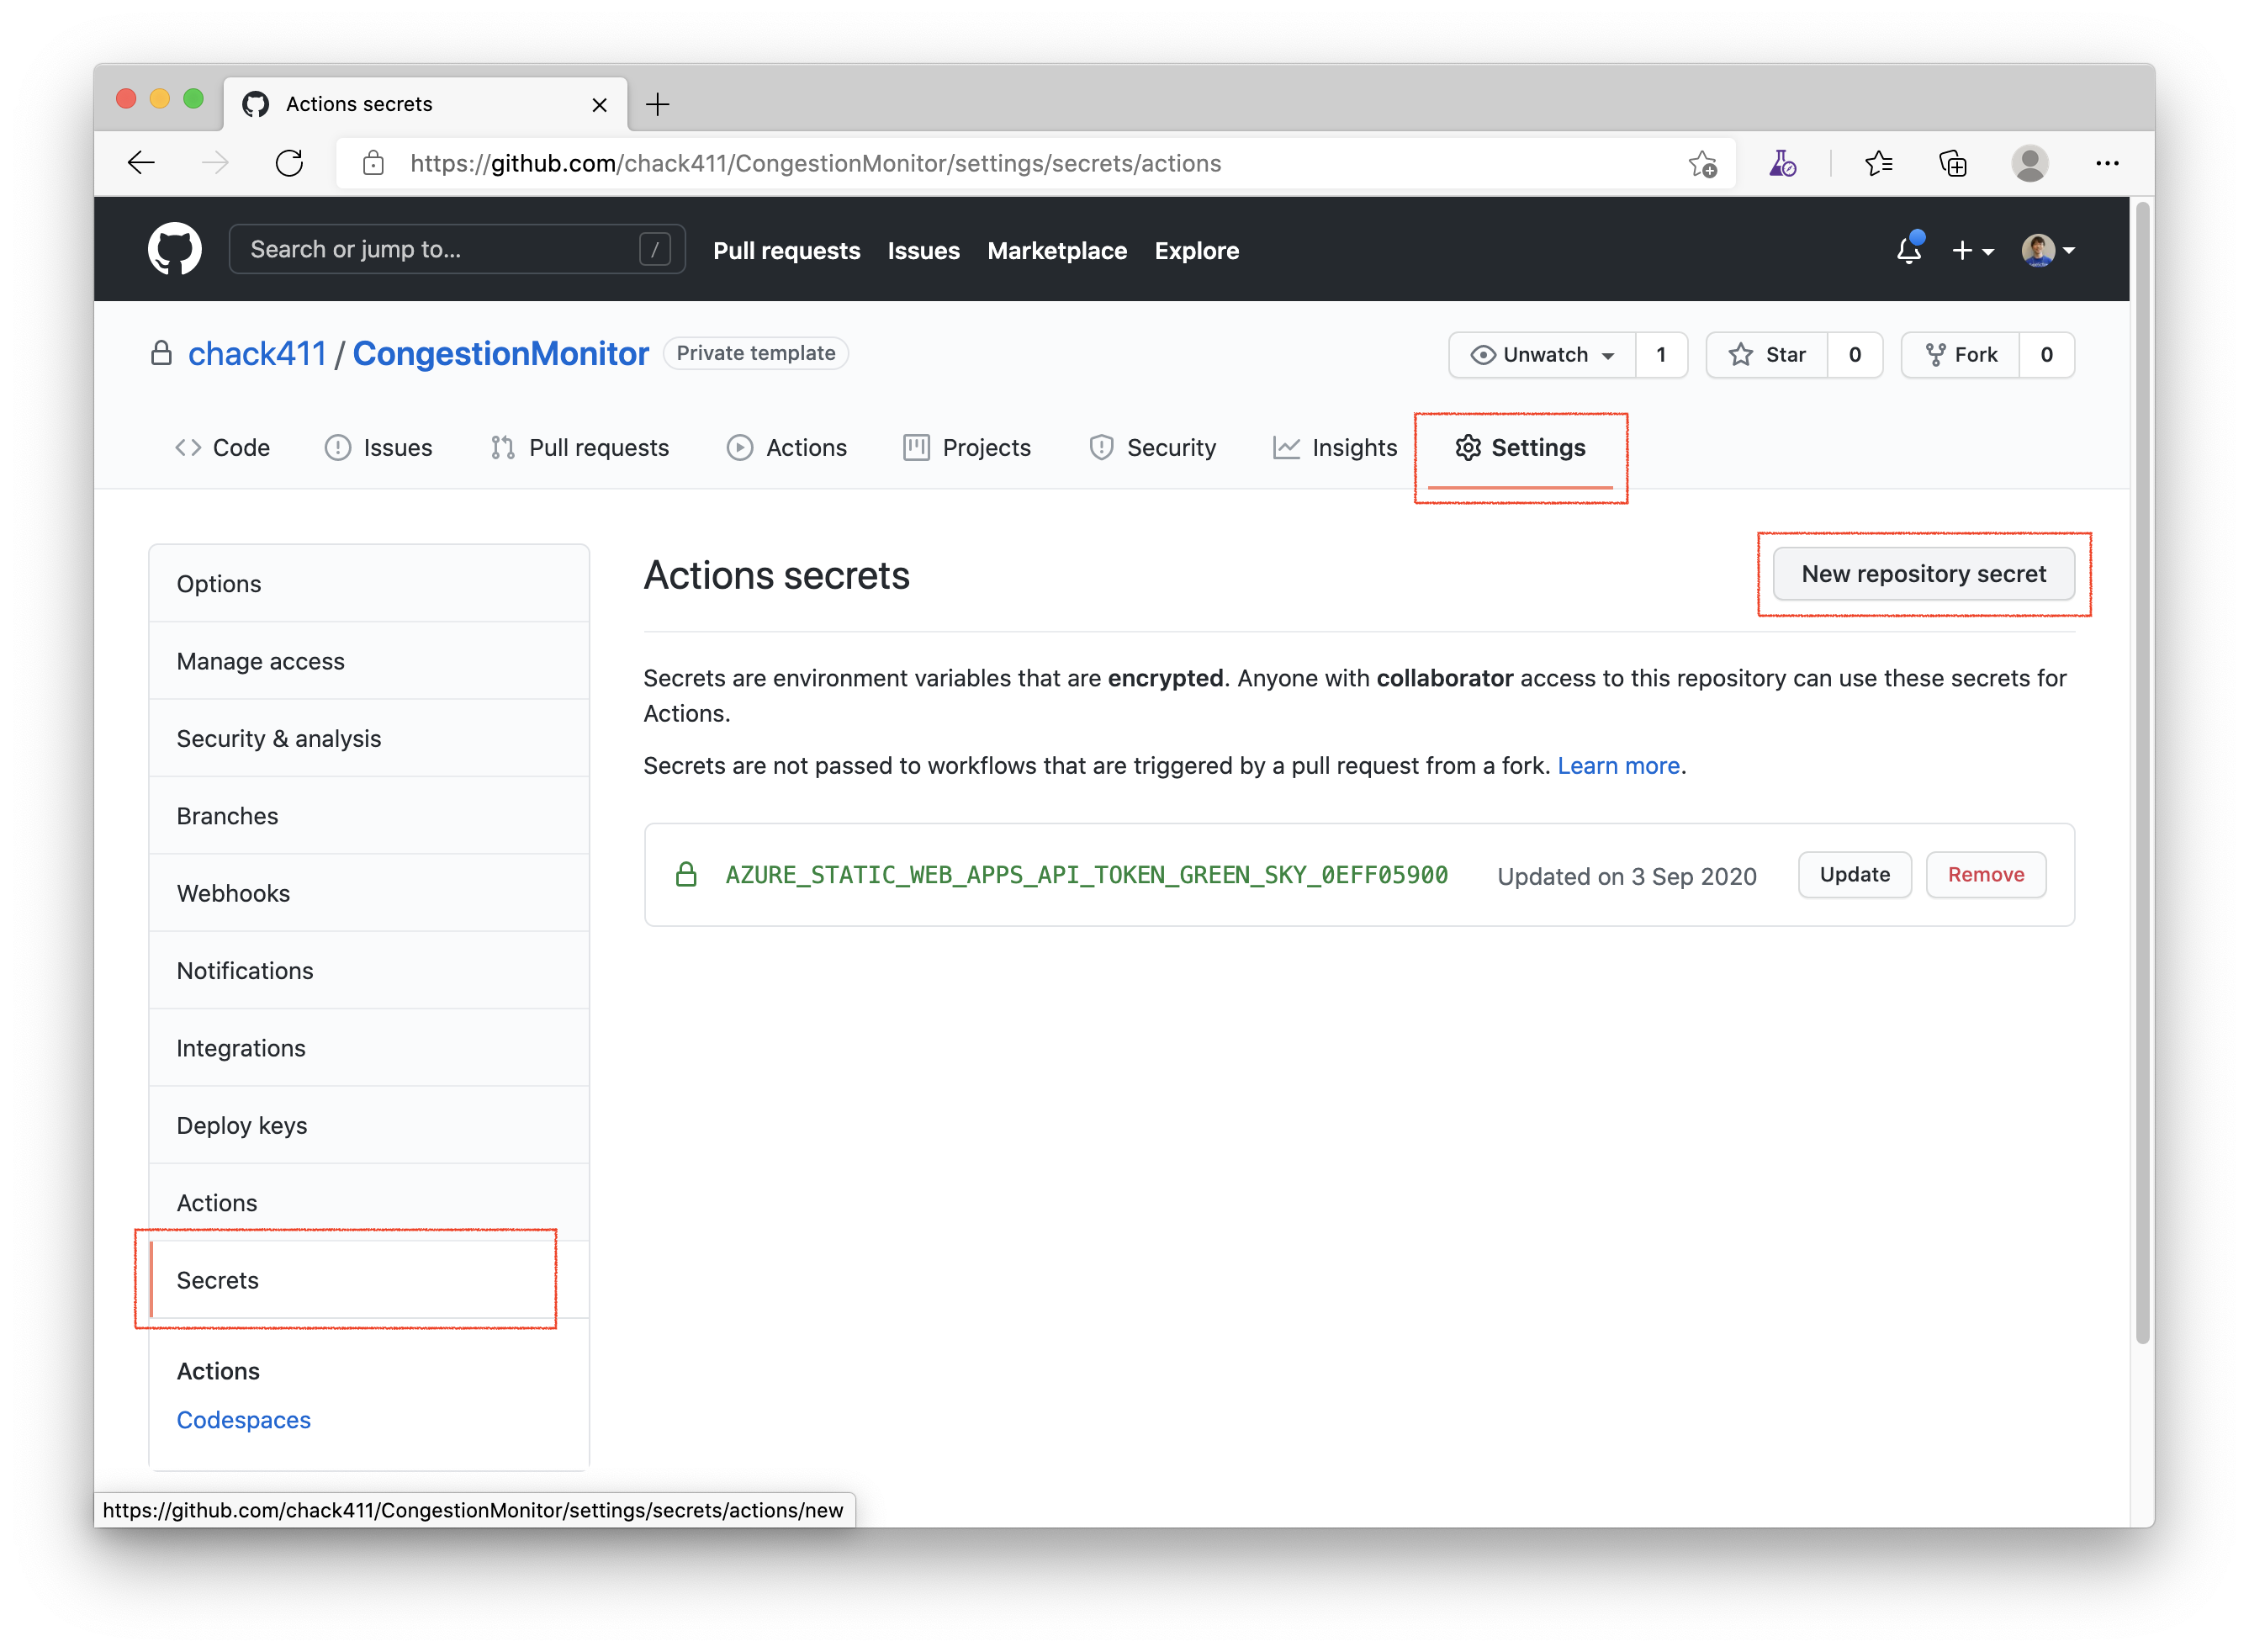 Actions secrets
https://github.com/chack411/CongestionMonitor/settings/secrets/actions
Search or jump to... /
Pull requests Issues Marketplace Explore
chack411 / CongestionMonitor Private template
Unwatch 1 Star 0 Fork 0
Code Issues Pull requests Actions Projects Security Insights Settings
Options
Manage access
Security & analysis
Branches
Webhooks
Notifications
Integrations
Deploy keys
Actions
Secrets
Actions
Codespaces
Actions secrets
New repository secret
Secrets are environment variables that are encrypted. Anyone with collaborator access to this repository can use these secrets for
Actions.
Secrets are not passed to workflows that are triggered by a pull request from a fork. Learn more.
AZURE_STATIC_WEB_APPS_API_TOKEN_GREEN_SKY_0EFF05900 Updated on 3 Sep 2020 Update Remove
https://github.com/chack411/CongestionMonitor/settings/secrets/actions/new